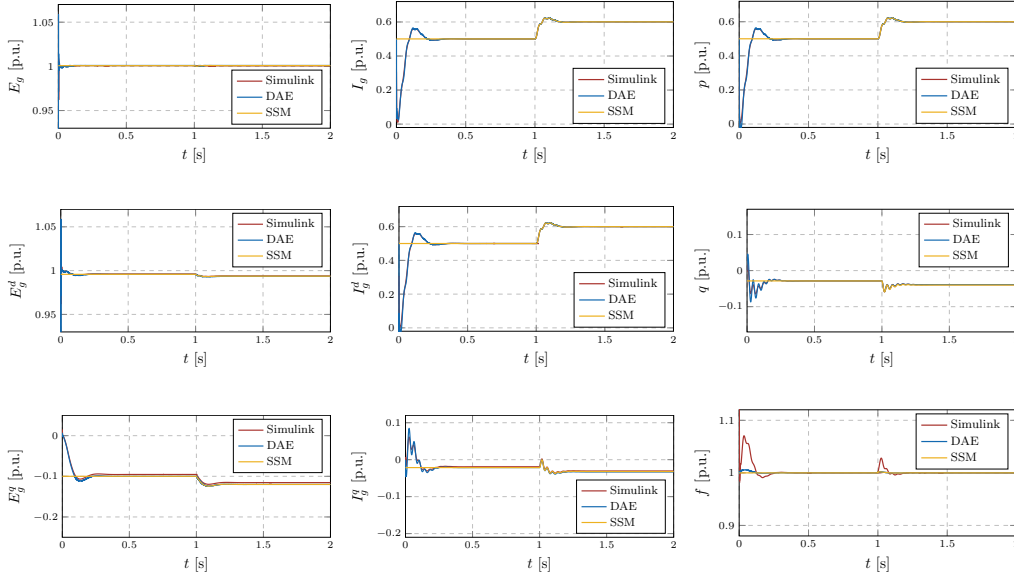 E_g [p.u.]
1.05
1
0.95
Simulink
DAE
SSM
0 0.5 1 1.5 2
t [s]
I_g [p.u.]
0.6
0.4
0.2
0
Simulink
DAE
SSM
0 0.5 1 1.5 2
t [s]
p [p.u.]
0.6
0.4
0.2
0
Simulink
DAE
SSM
0 0.5 1 1.5
t [s]
E_g^d [p.u.]
1.05
1
0.95
Simulink
DAE
SSM
0 0.5 1 1.5 2
t [s]
I_g^d [p.u.]
0.6
0.4
0.2
0
Simulink
DAE
SSM
0 0.5 1 1.5 2
t [s]
q [p.u.]
0.1
0
−0.1
Simulink
DAE
SSM
0 0.5 1 1.5
t [s]
E_g^q [p.u.]
0
−0.1
−0.2
Simulink
DAE
SSM
0 0.5 1 1.5 2
t [s]
I_g^q [p.u.]
0.1
0
−0.1
−0.2
Simulink
DAE
SSM
0 0.5 1 1.5 2
t [s]
f [p.u.]
1.1
1
0.9
Simulink
DAE
SSM
0 0.5 1 1.5
t [s]